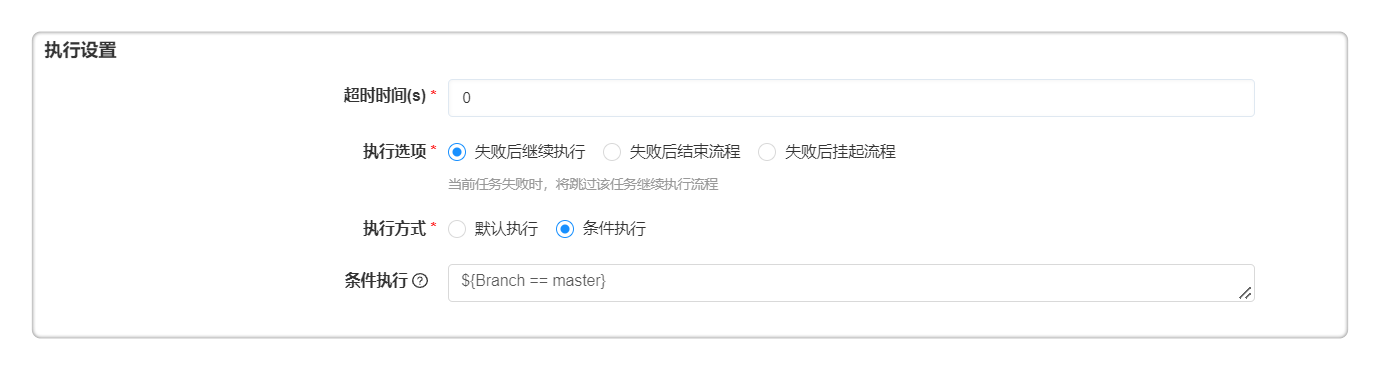 执行设置
超时时间(s) * 0
执行选项 * 失败后继续执行 失败后结束流程 失败后挂起流程
当前任务失败时，将跳过该任务继续执行流程
执行方式 * 默认执行 条件执行
条件执行 ? ${Branch == master}